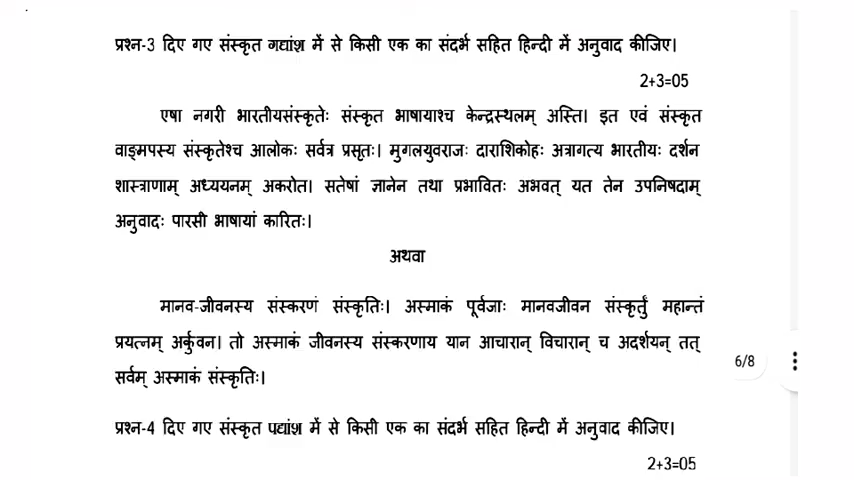 प्रश्न-3 दिए गए संस्कृत गद्यांश में से किसी एक का संदर्भ सहित हिन्दी में अनुवाद कीजिए।
2+3=05
एषा नगरी भारतीयसंस्कृतेः संस्कृत भाषायाश्च केन्द्रस्थलम् अस्ति। इत एवं संस्कृत
वाङ्मपस्य संस्कृतेश्च आलोकः सर्वत्र प्रसृतः। मुगलयुवराजः दाराशिकोहः अत्रागत्य भारतीयः दर्शन
शास्त्राणाम् अध्ययनम् अकरोत। सतेषां ज्ञानेन तथा प्रभावितः अभवत् यत तेन उपनिषदाम्
अनुवादः पारसी भाषायां कारितः।
अथवा
मानव-जीवनस्य संस्करणं संस्कृतिः। अस्माकं पूर्वजाः मानवजीवन संस्कृर्तुं महान्तं
प्रयत्नम् अर्कुवन। तो अस्माकं जीवनस्य संस्करणाय यान आचारान् विचारान् च अदर्शयन् तत्
सर्वम् अस्माकं संस्कृतिः।
6/8
प्रश्न-4 दिए गए संस्कृत पद्यांश में से किसी एक का संदर्भ सहित हिन्दी में अनुवाद कीजिए।
2+3=05